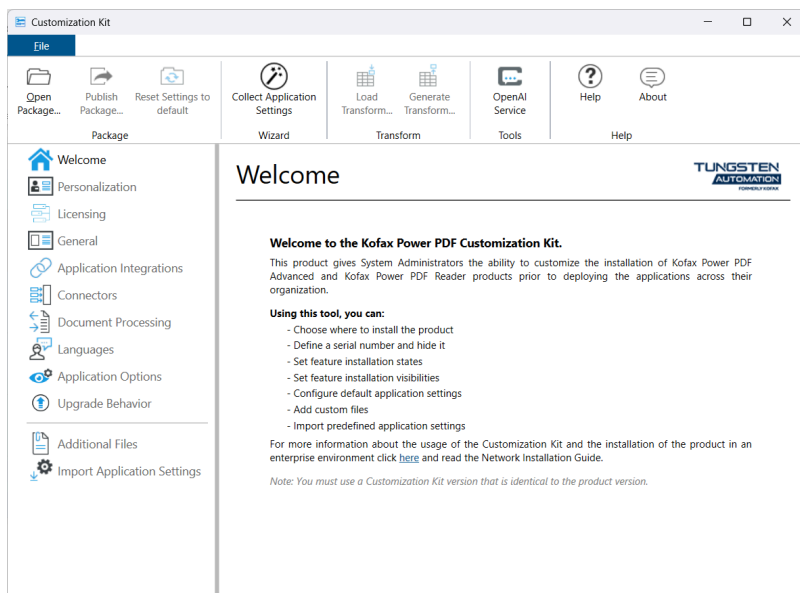 Customization Kit
File
Open
Package...
Publish
Package...
Reset Settings to
default
Package
Collect Application
Settings
Wizard
Load
Transform...
Generate
Transform...
Transform
OpenAI
Service
Tools
Help
About
Help
Welcome
Personalization
Licensing
General
Application Integrations
Connectors
Document Processing
Languages
Application Options
Upgrade Behavior
Additional Files
Import Application Settings
Welcome
TUNGSTEN
AUTOMATION
FORMERLY KOFAX
Welcome to the Kofax Power PDF Customization Kit.
This product gives System Administrators the ability to customize the installation of Kofax Power PDF
Advanced and Kofax Power PDF Reader products prior to deploying the applications across their
organization.
Using this tool, you can:
- Choose where to install the product
- Define a serial number and hide it
- Set feature installation states
- Set feature installation visibilities
- Configure default application settings
- Add custom files
- Import predefined application settings
For more information about the usage of the Customization Kit and the installation of the product in an
enterprise environment click here and read the Network Installation Guide.
Note: You must use a Customization Kit version that is identical to the product version.